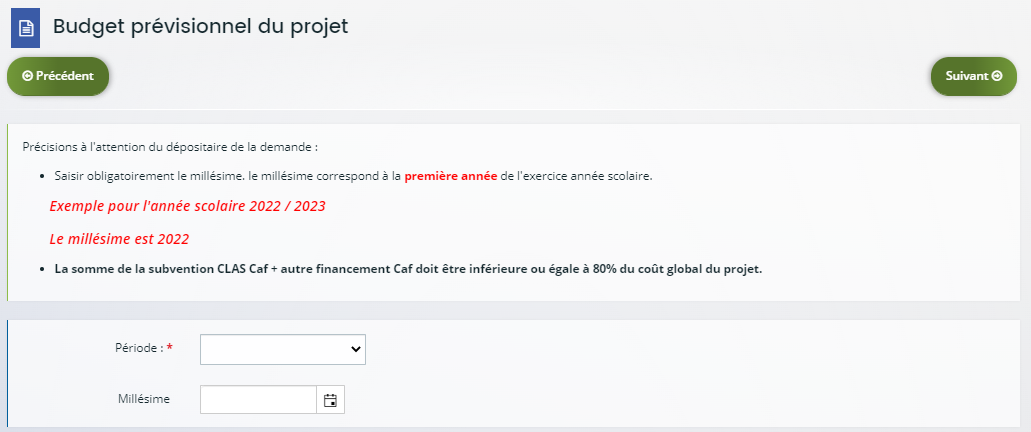 Budget prévisionnel du projet
Précédent
Suivant
Précisions à l'attention du dépositaire de la demande :
• Saisir obligatoirement le millésime. le millésime correspond à la première année de l'exercice année scolaire.
Exemple pour l'année scolaire 2022 / 2023
Le millésime est 2022
• La somme de la subvention CLAS Caf + autre financement Caf doit être inférieure ou égale à 80% du coût global du projet.
Période : *
Millésime